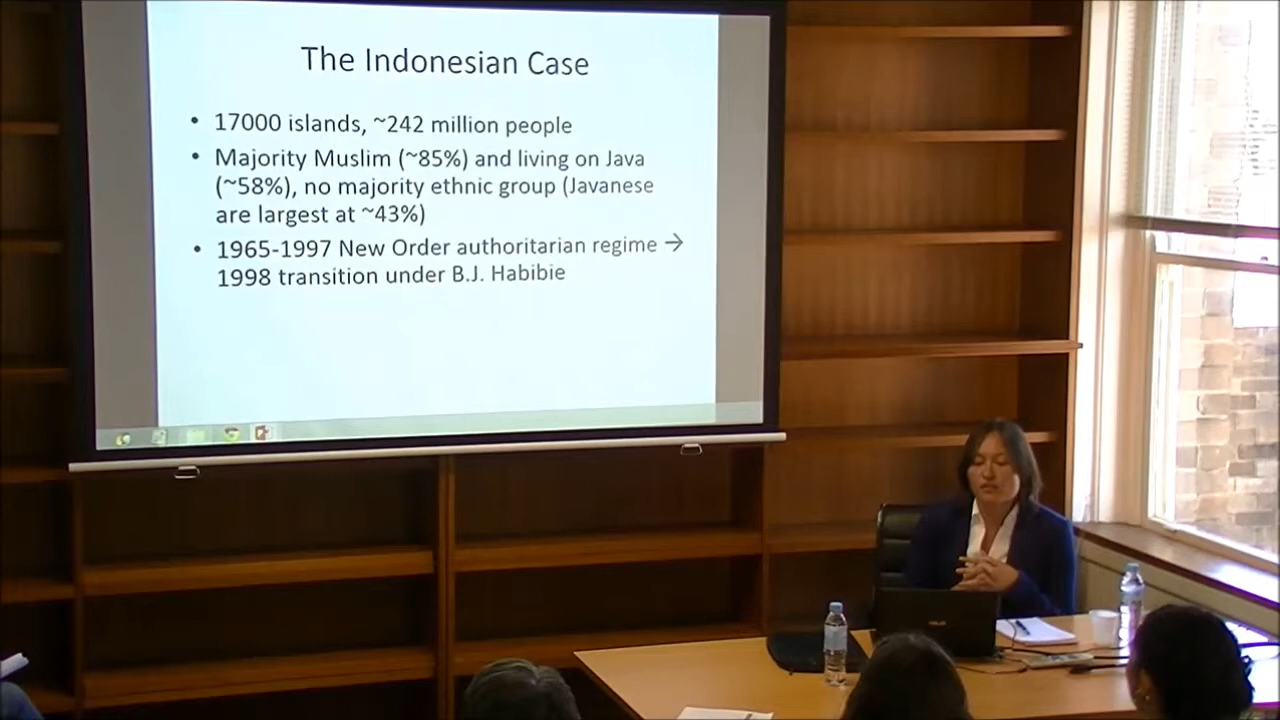 The Indonesian Case
• 17000 islands, ~242 million people
• Majority Muslim (~85%) and living on Java
(~58%), no majority ethnic group (Javanese
are largest at ~43%)
• 1965-1997 New Order authoritarian regime →
1998 transition under B.J. Habibie
ASUS